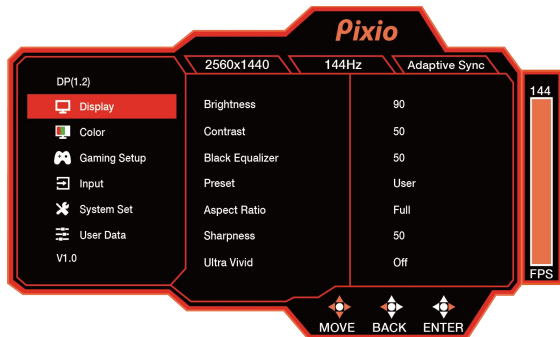 Pixio
2560x1440 144Hz Adaptive Sync
DP(1.2)
Display
Color
Gaming Setup
Input
System Set
User Data
V1.0
Brightness 90
Contrast 50
Black Equalizer 50
Preset User
Aspect Ratio Full
Sharpness 50
Ultra Vivid Off
144
FPS
MOVE BACK ENTER